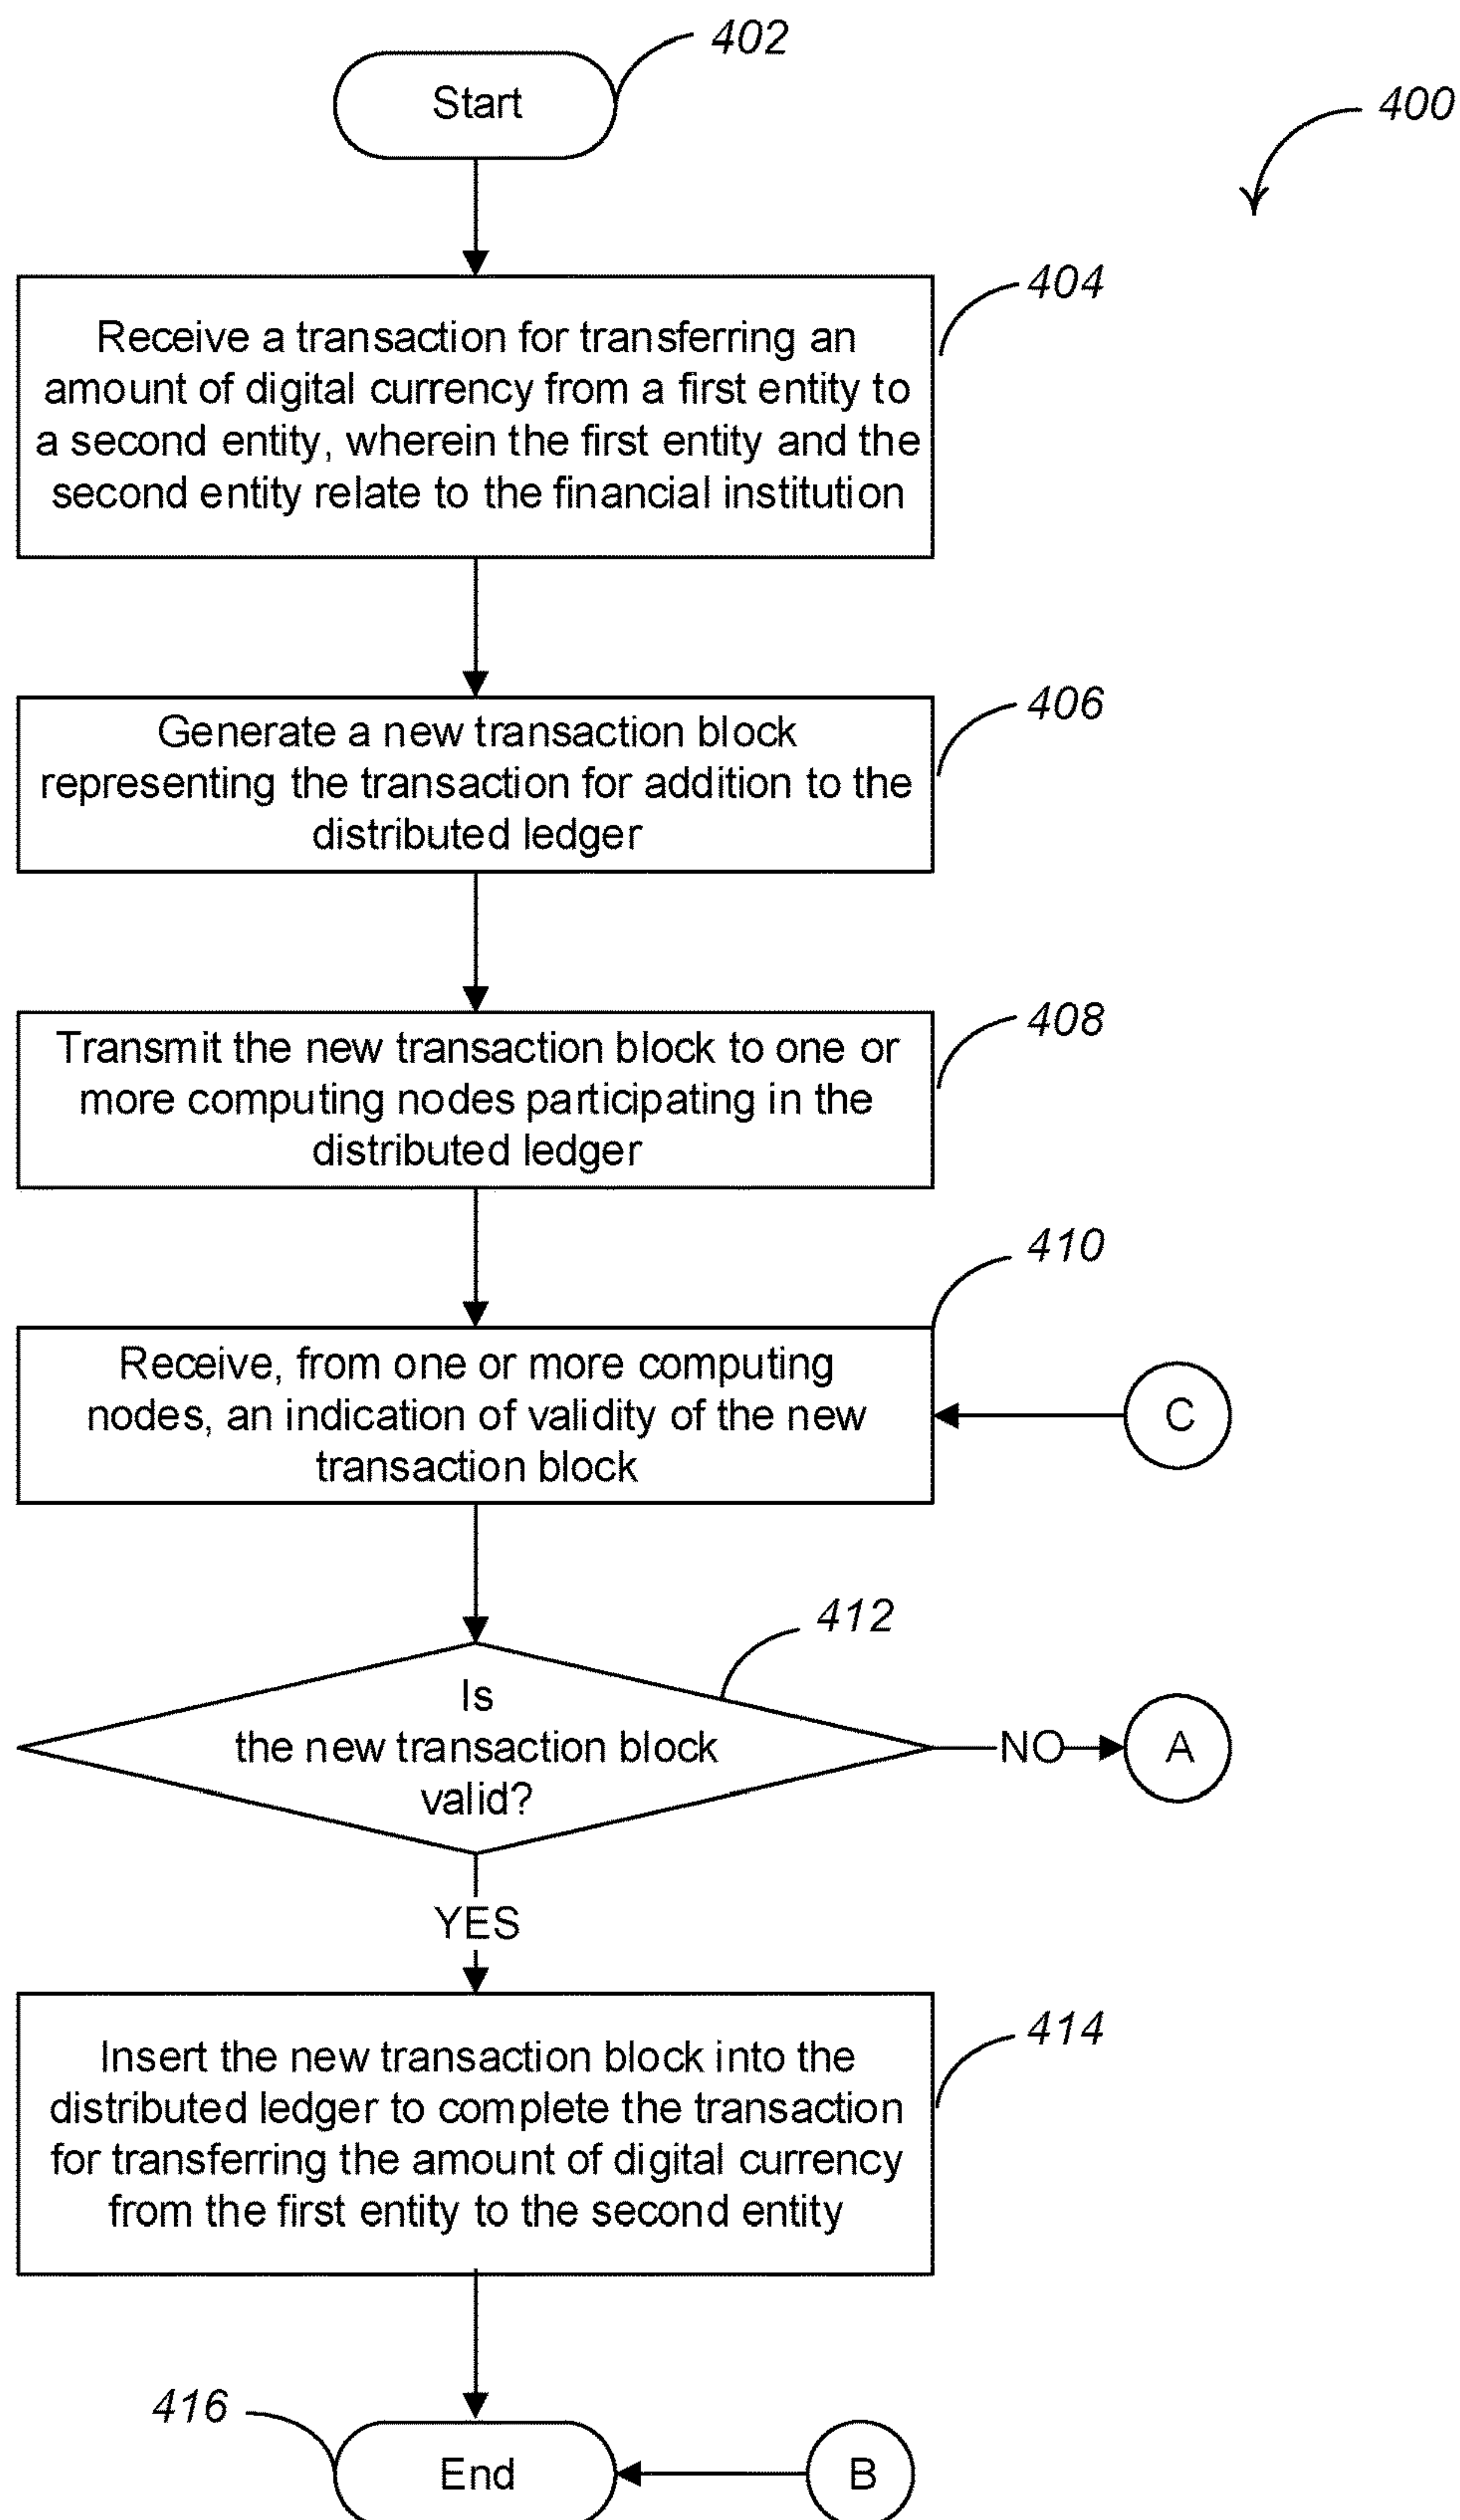 402
Start
400
404
Receive a transaction for transferring an
amount of digital currency from a first entity to
a second entity, wherein the first entity and the
second entity relate to the financial institution
406
Generate a new transaction block
representing the transaction for addition to the
distributed ledger
408
Transmit the new transaction block to one or
more computing nodes participating in the
distributed ledger
410
Receive, from one or more computing
nodes, an indication of validity of the new
transaction block
C
412
Is
the new transaction block
valid?
NO
A
YES
414
Insert the new transaction block into the
distributed ledger to complete the transaction
for transferring the amount of digital currency
from the first entity to the second entity
416
End
B